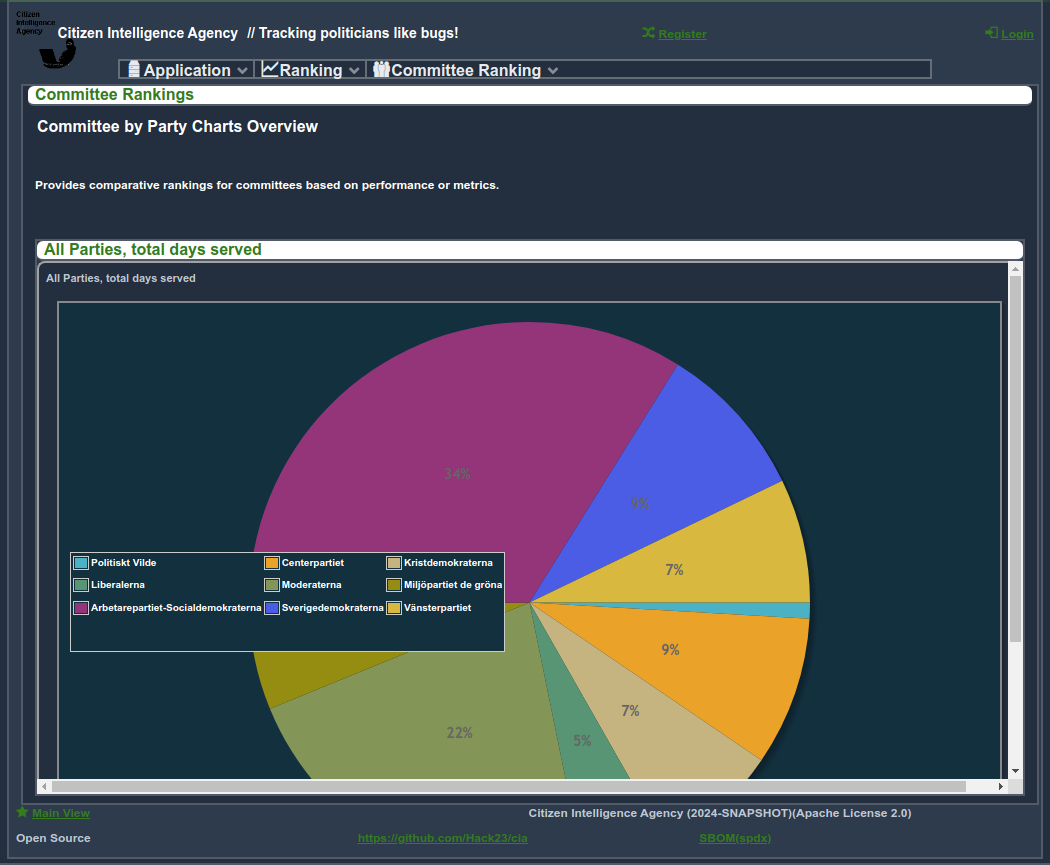 Citizen
Intelligence
Agency
Citizen Intelligence Agency // Tracking politicians like bugs!
Register
Login
Application
Ranking
Committee Ranking
Committee Rankings
Committee by Party Charts Overview
Provides comparative rankings for committees based on performance or metrics.
All Parties, total days served
All Parties, total days served
34%
9%
7%
Politiskt Vilde
Centerpartiet
Kristdemokraterna
Liberalerna
Moderaterna
Miljöpartiet de gröna
Arbetarepartiet-Socialdemokraterna
Sverigedemokraterna
Vänsterpartiet
9%
7%
22%
5%
Main View
Citizen Intelligence Agency (2024-SNAPSHOT)(Apache License 2.0)
Open Source
https://github.com/Hack23/cia
SBOM(spdx)